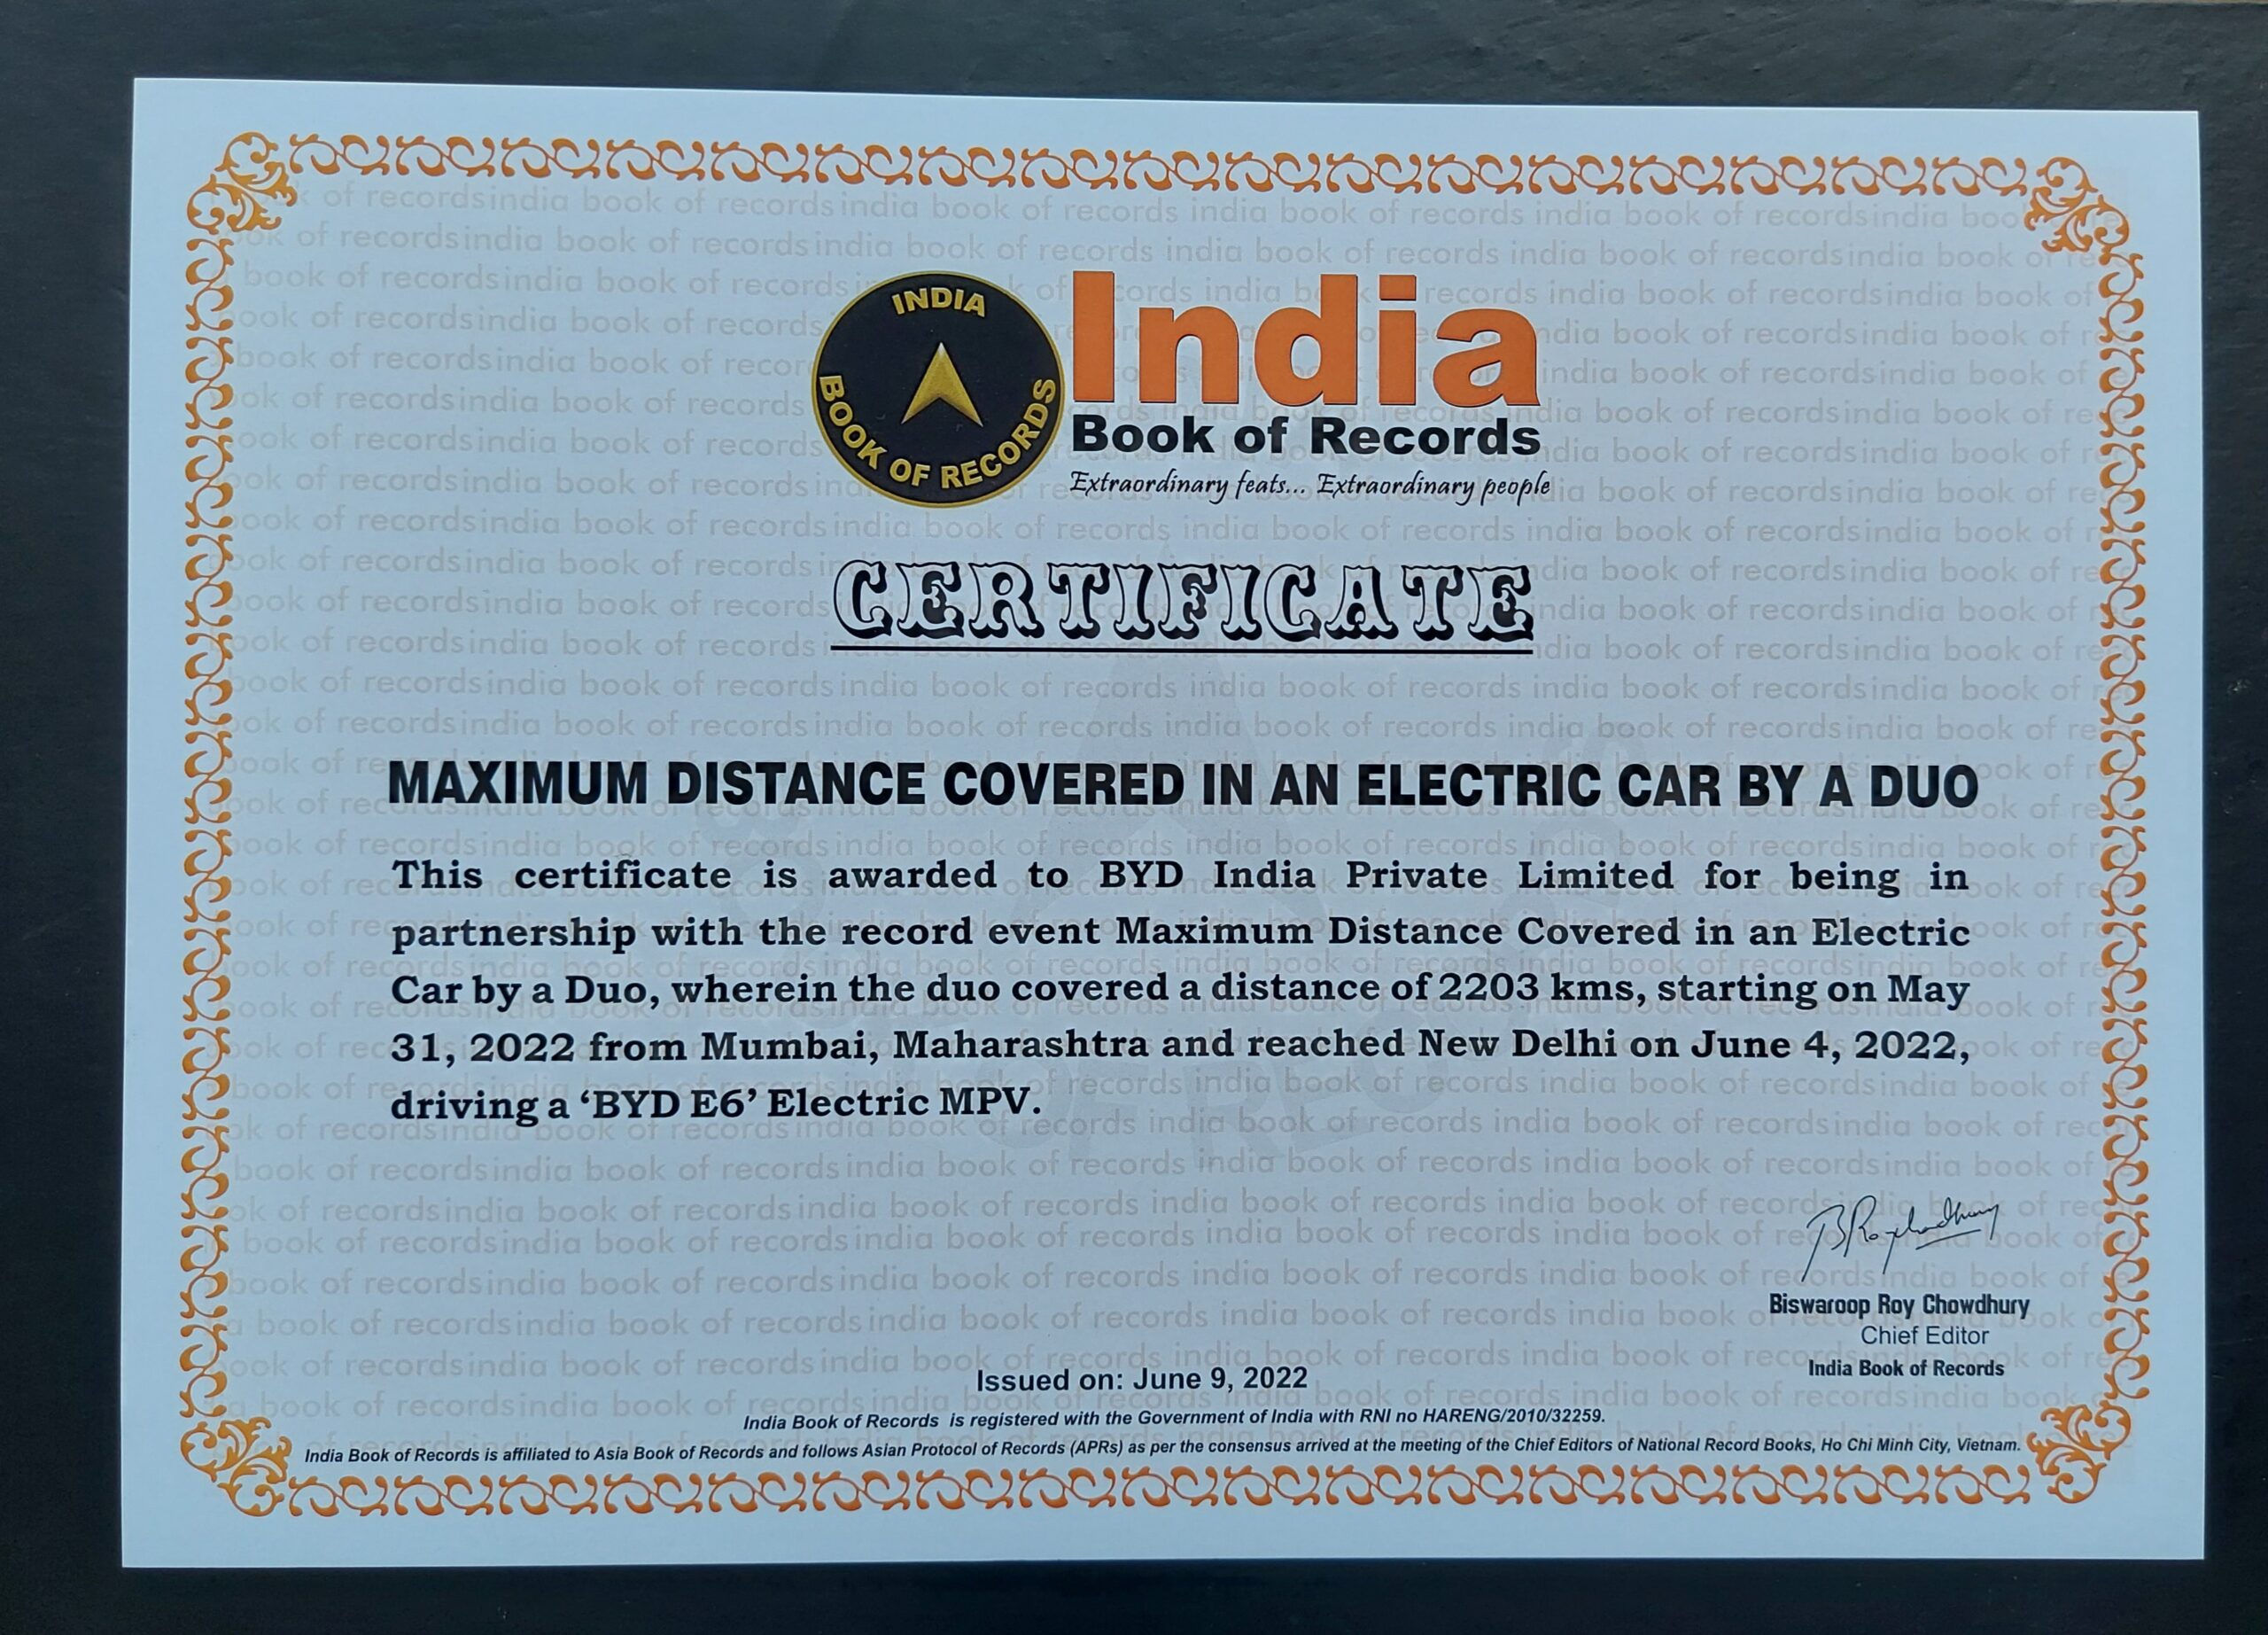 INDIA
BOOK OF RECORDS
India
Book of Records
Extraordinary feats... Extraordinary people
CERTIFICATE
MAXIMUM DISTANCE COVERED IN AN ELECTRIC CAR BY A DUO
This certificate is awarded to BYD India Private Limited for being in
partnership with the record event Maximum Distance Covered in an Electric
Car by a Duo, wherein the duo covered a distance of 2203 kms, starting on May
31, 2022 from Mumbai, Maharashtra and reached New Delhi on June 4, 2022,
driving a ‘BYD E6’ Electric MPV.
BRoychowdhury
Biswaroop Roy Chowdhury
Chief Editor
India Book of Records
Issued on: June 9, 2022
India Book of Records is registered with the Government of India with RNI no HARENG/2010/32259.
India Book of Records is affiliated to Asia Book of Records and follows Asian Protocol of Records (APRs) as per the consensus arrived at the meeting of the Chief Editors of National Record Books, Ho Chi Minh City, Vietnam.